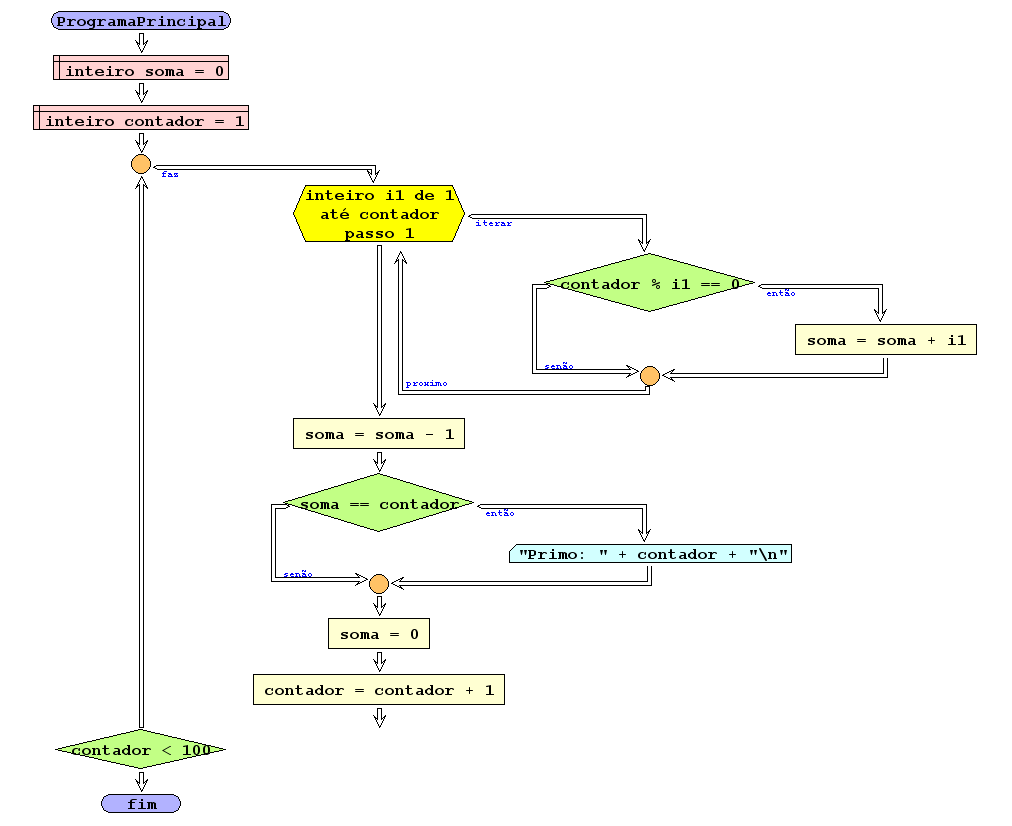 ProgramaPrincipal
inteiro soma = 0
inteiro contador = 1
faz
inteiro i1 de 1
até contador
passo 1
iterar
contador % i1 == 0
então
soma = soma + i1
senão
proximo
soma = soma - 1
soma == contador
então
"Primo: " + contador + "\n"
senão
soma = 0
contador = contador + 1
contador < 100
fim